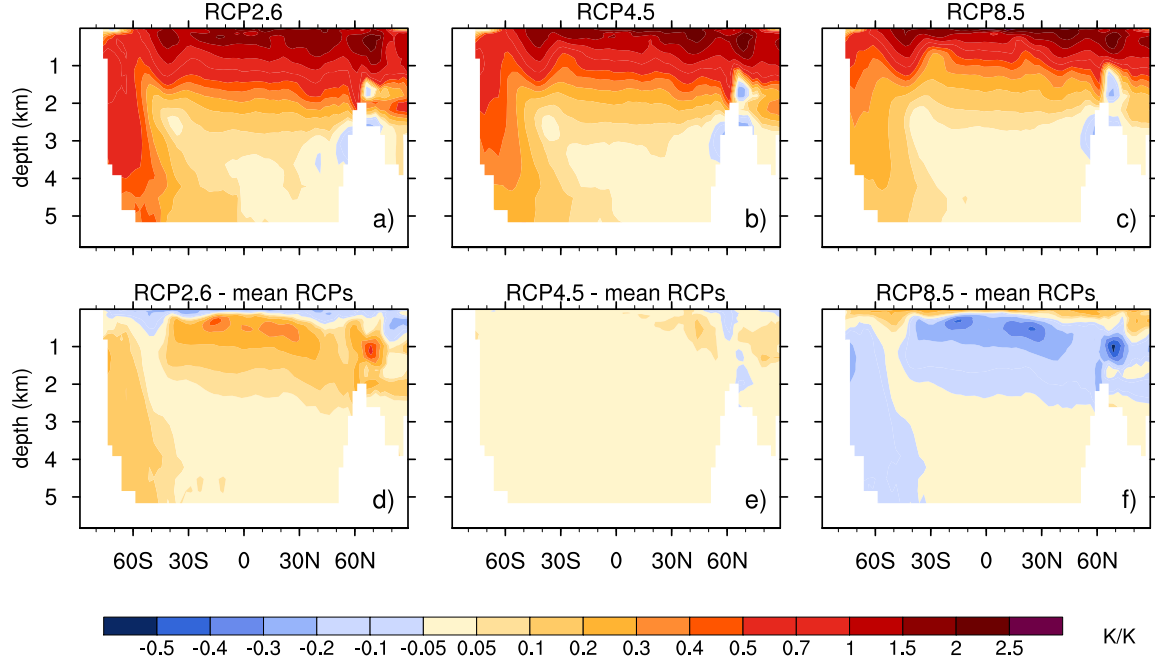 RCP2.6 RCP4.5 RCP8.5
depth (km)
1
2
3
4
5
a) b) c)
RCP2.6 - mean RCPs RCP4.5 - mean RCPs RCP8.5 - mean RCPs
depth (km)
1
2
3
4
5
d) e) f)
60S 30S 0 30N 60N 60S 30S 0 30N 60N 60S 30S 0 30N 60N
-0.5 -0.4 -0.3 -0.2 -0.1 -0.05 0.05 0.1 0.2 0.3 0.4 0.5 0.7 1 1.5 2 2.5 K/K